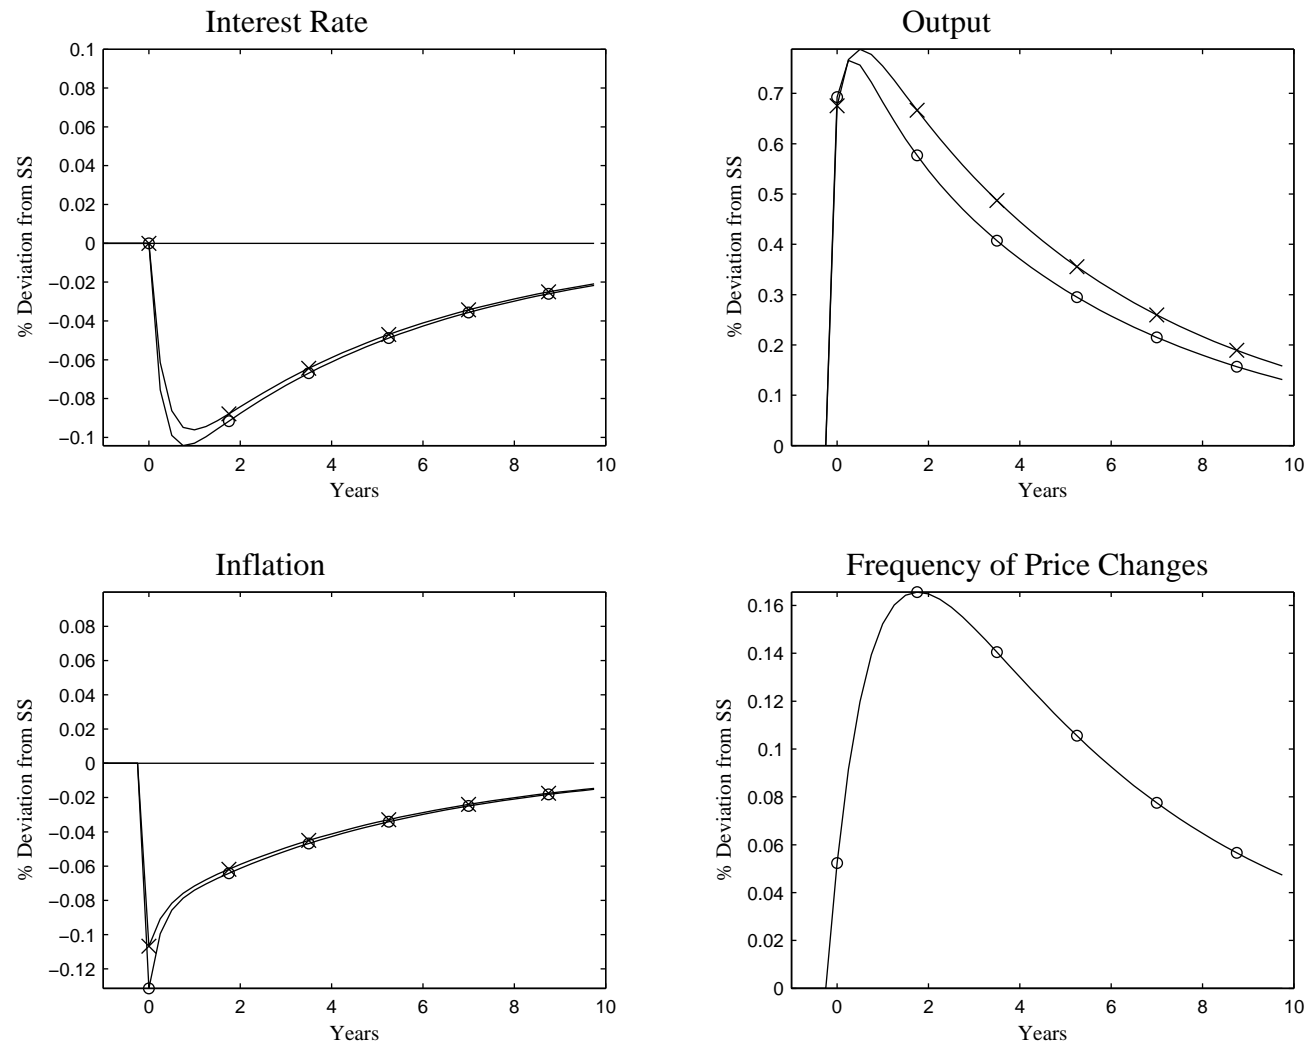 Interest Rate
0.1
0.08
0.06
0.04
0.02
0
−0.02
−0.04
−0.06
−0.08
−0.1
% Deviation from SS
0 2 4 6 8 10
Years
Output
0.7
0.6
0.5
0.4
0.3
0.2
0.1
0
% Deviation from SS
0 2 4 6 8 10
Years
Inflation
0.08
0.06
0.04
0.02
0
−0.02
−0.04
−0.06
−0.08
−0.1
−0.12
% Deviation from SS
0 2 4 6 8 10
Years
Frequency of Price Changes
0.16
0.14
0.12
0.1
0.08
0.06
0.04
0.02
0
% Deviation from SS
0 2 4 6 8 10
Years